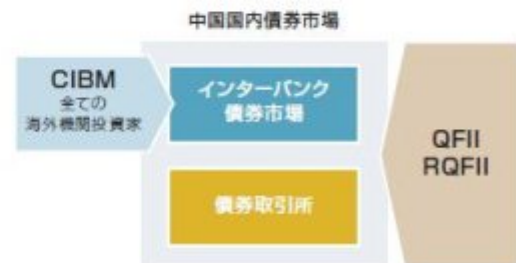 中国国内債券市場
CIBM
全ての
海外機関投資家
インターバンク
債券市場
債券取引所
QFII
RQFII